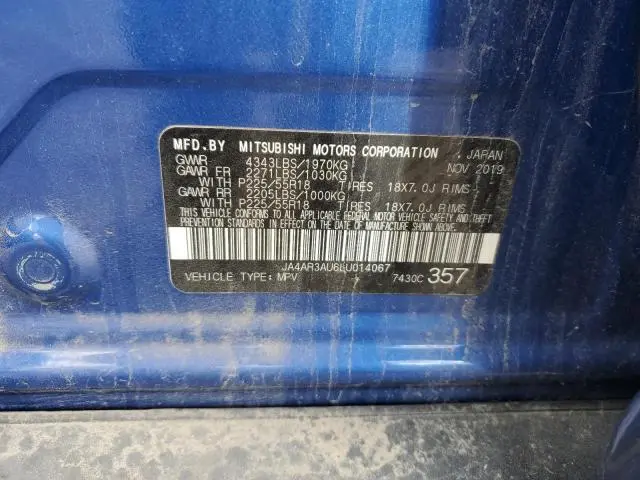 MFD.BY MITSUBISHI MOTORS CORPORATION , JAPAN
GVWR 4343LBS/1970KG NOV 2019
GAWR FR 2271LBS/1030KG
WITH P225/55R18 TIRES 18X7.0J RIMS
GAWR RR 2205LBS/1000KG
WITH P225/55R18 TIRES 18X7.0J RIMS
THIS VEHICLE CONFORMS TO ALL APPLICABLE FEDERAL MOTOR VEHICLE SAFETY AND THEFT
PREVENTION STANDARDS IN EFFECT ON THE DATE OF MANUFACTURE SHOWN ABOVE.
JA4AR3AU6LU014067
VEHICLE TYPE: MPV 7430C 357